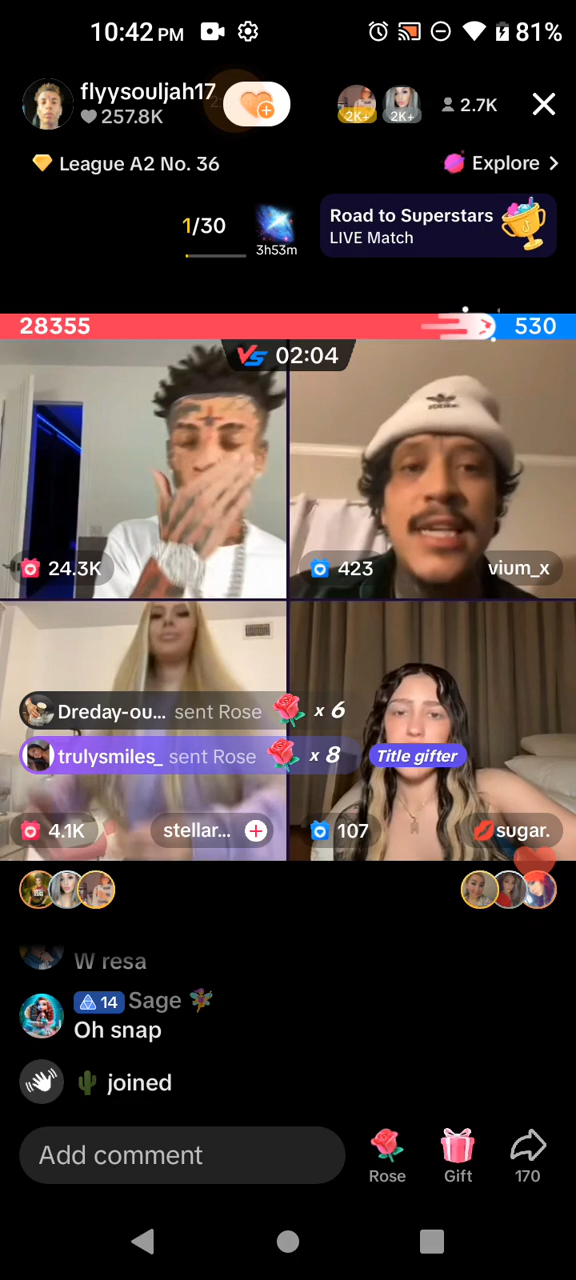 10:42 PM
81%
flyysouljah17
257.8K
2K+
2K+
2.7K
League A2 No. 36
Explore >
1/30
3h53m
Road to Superstars
LIVE Match
28355
530
VS 02:04
24.3K
423
vium_x
Dreday-ou... sent Rose x 6
trulysmiles_ sent Rose x 8
Title gifter
4.1K
stellar...
107
sugar.
W resa
14 Sage
Oh snap
joined
Add comment
Rose
Gift
170